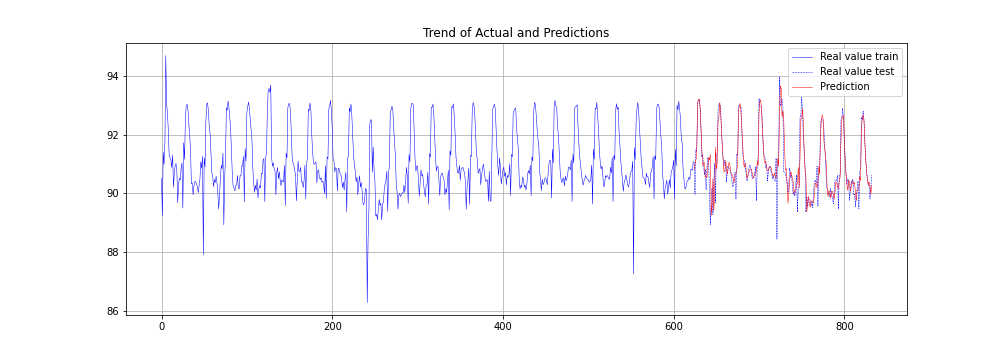 Trend of Actual and Predictions
Real value train
Real value test
Prediction
94
92
90
88
86
0
200
400
600
800